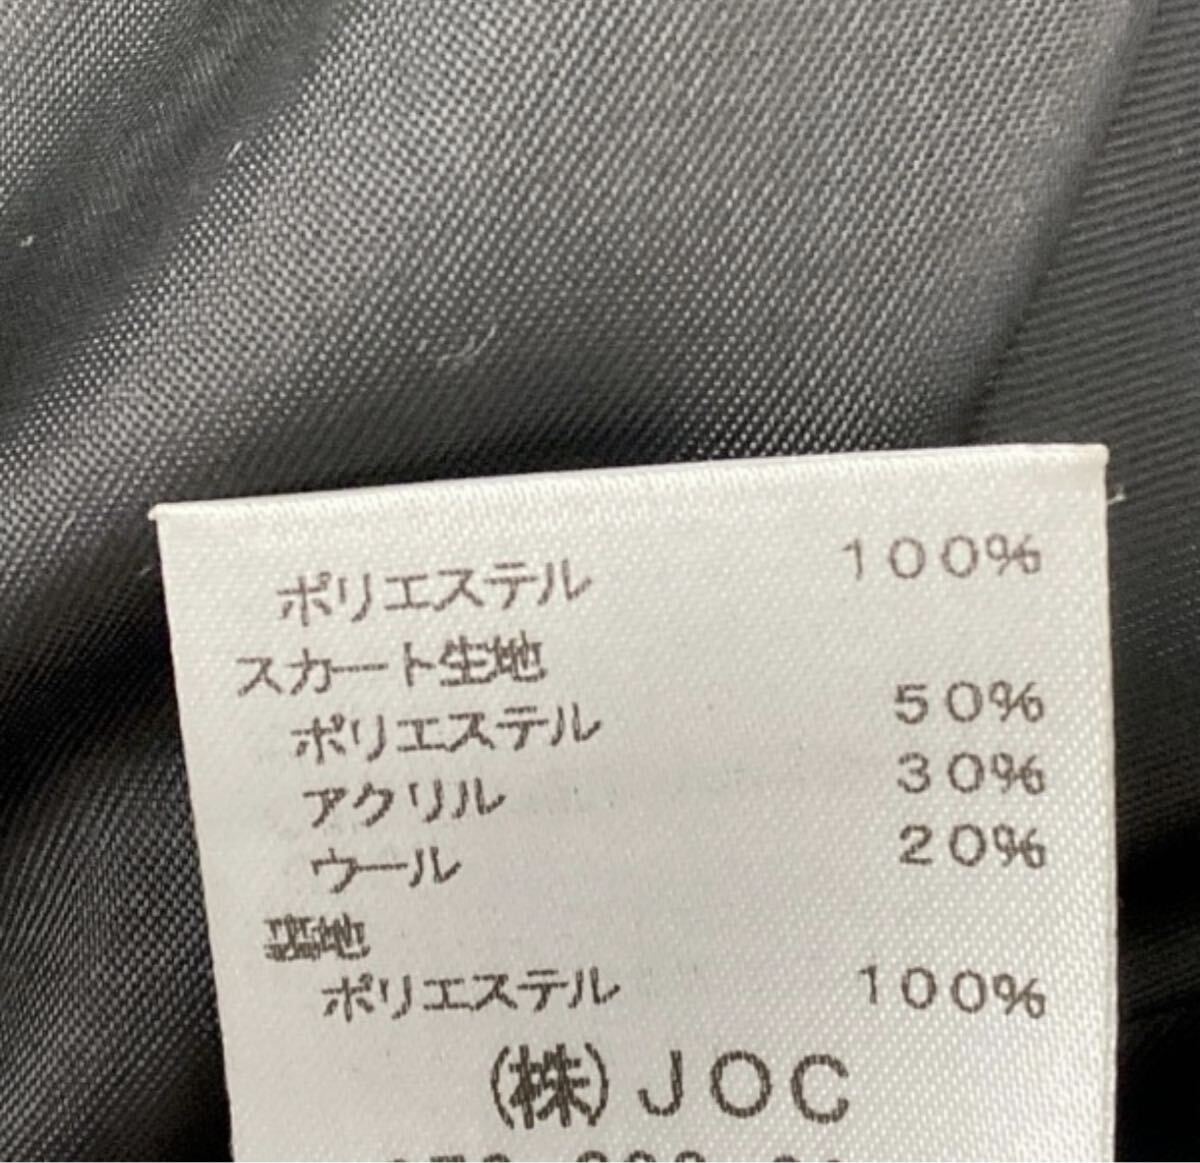 ポリエステル 100%
スカート生地
ポリエステル 50%
アクリル 30%
ウール 20%
裏地
ポリエステル 100%
(株)JOC